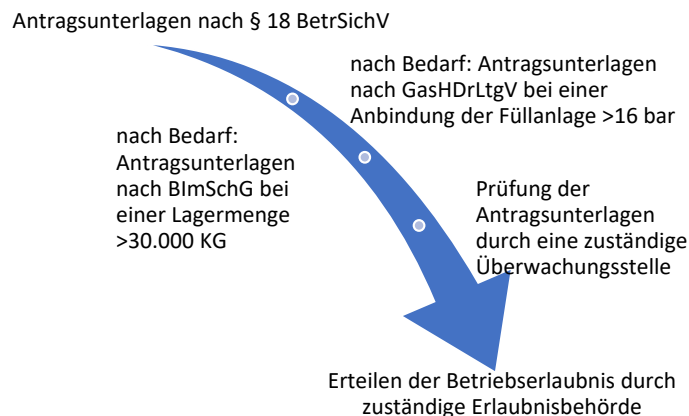 Antragsunterlagen nach § 18 BetrSichV
nach Bedarf: Antragsunterlagen
nach GasHDrLtgV bei einer
Anbindung der Füllanlage >16 bar
nach Bedarf:
Antragsunterlagen
nach BImSchG bei
einer Lagermenge
>30.000 KG
Prüfung der
Antragsunterlagen
durch eine zuständige
Überwachungsstelle
Erteilen der Betriebserlaubnis durch
zuständige Erlaubnisbehörde